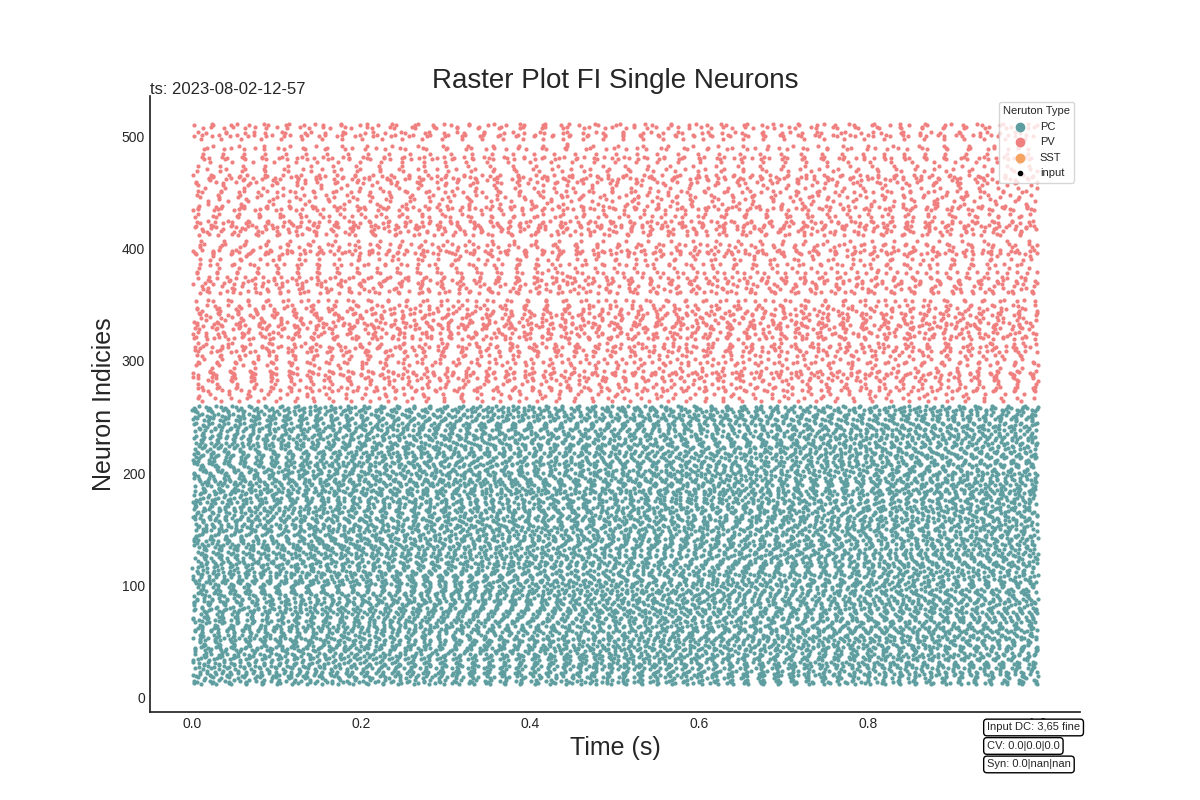 Raster Plot FI Single Neurons
ts: 2023-08-02-12-57
Neruton Type
PC
PV
SST
input
500
400
300
200
100
0
Neuron Indicies
0.0 0.2 0.4 0.6 0.8
Time (s)
Input DC: 3,65 fine
CV: 0.0|0.0|0.0
Syn: 0.0|nan|nan